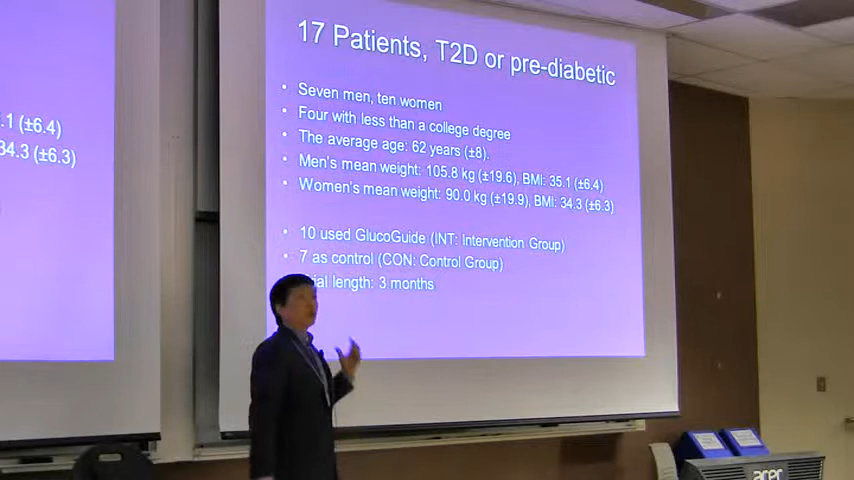 .1 (±6.4)
34.3 (±6.3)
17 Patients, T2D or pre-diabetic
• Seven men, ten women
• Four with less than a college degree
• The average age: 62 years (±8).
• Men's mean weight: 105.8 kg (±19.6), BMI: 35.1 (±6.4)
• Women's mean weight: 90.0 kg (±19.9), BMI: 34.3 (±6.3)
• 10 used GlucoGuide (INT: Intervention Group)
• 7 as control (CON: Control Group)
length: 3 months
acer